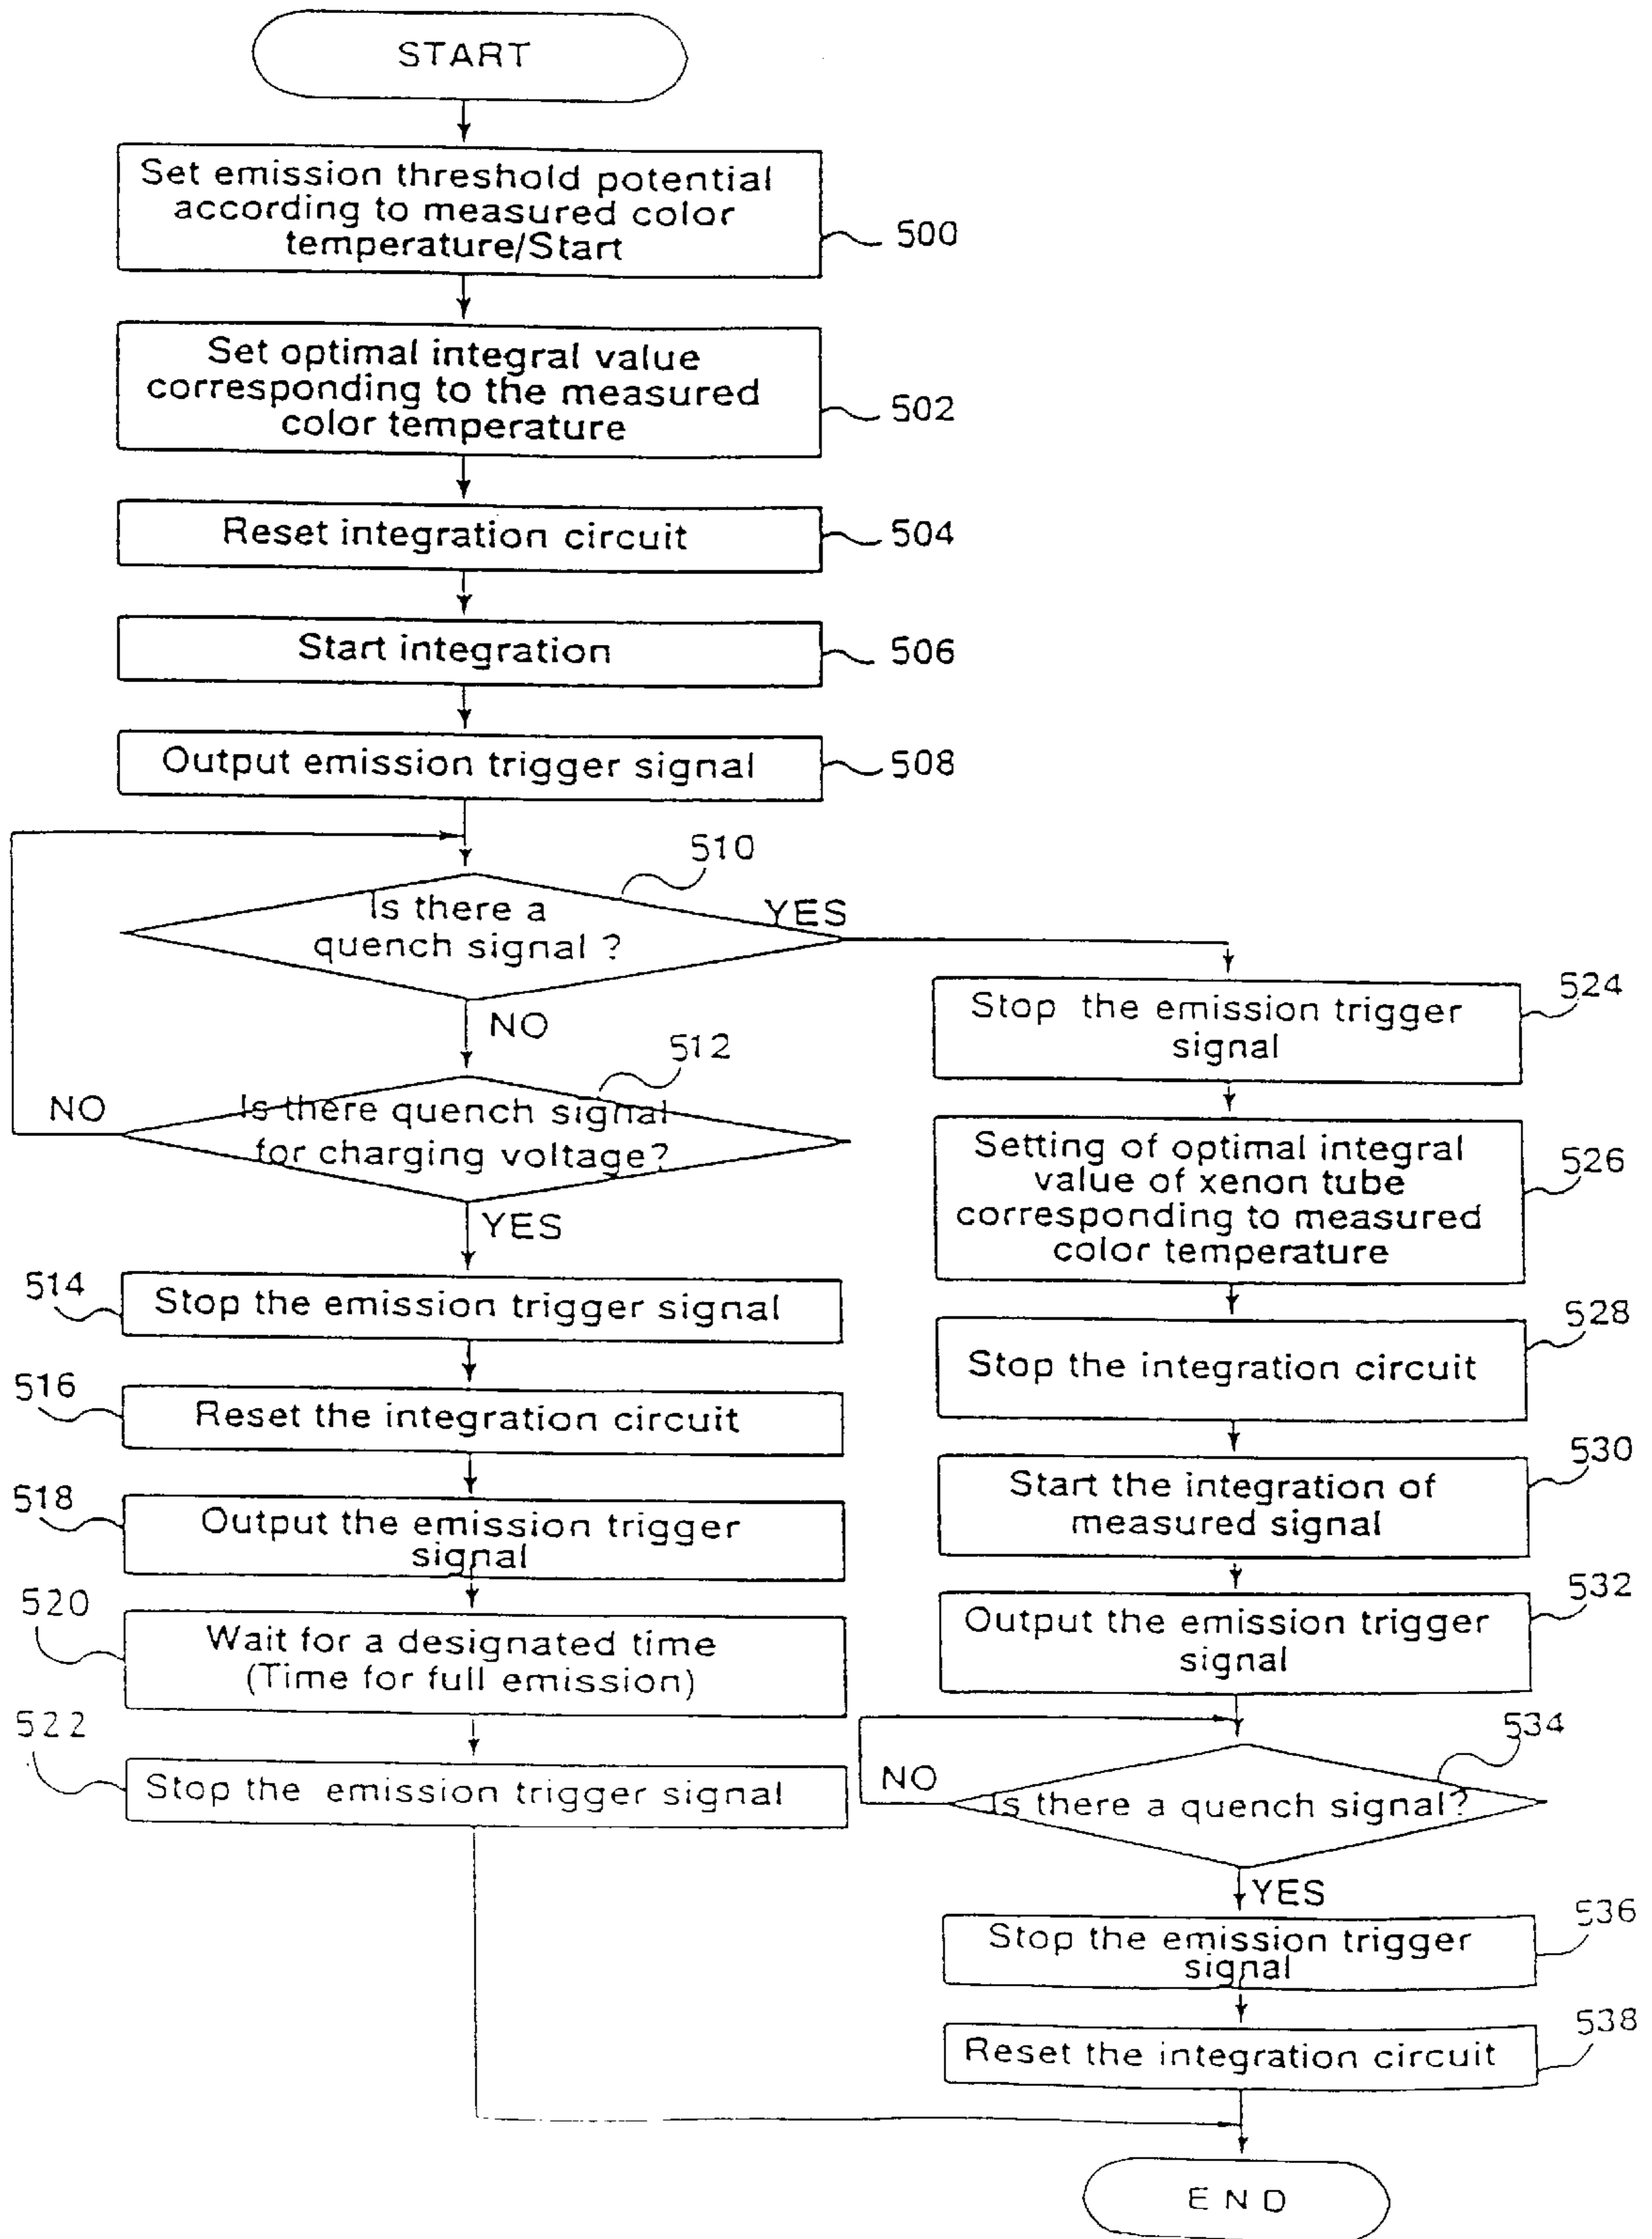 START
Set emission threshold potential
according to measured color
temperature/Start
500
Set optimal integral value
corresponding to the measured
color temperature
502
Reset integration circuit
504
Start integration
506
Output emission trigger signal
508
510
Is there a
quench signal ?
YES
NO
512
Is there quench signal
for charging voltage?
NO
YES
514
Stop the emission trigger signal
516
Reset the integration circuit
518
Output the emission trigger
signal
520
Wait for a designated time
(Time for full emission)
522
Stop the emission trigger signal
524
Stop the emission trigger
signal
526
Setting of optimal integral
value of xenon tube
corresponding to measured
color temperature
528
Stop the integration circuit
530
Start the integration of
measured signal
532
Output the emission trigger
signal
534
NO
Is there a quench signal?
YES
536
Stop the emission trigger
signal
538
Reset the integration circuit
END